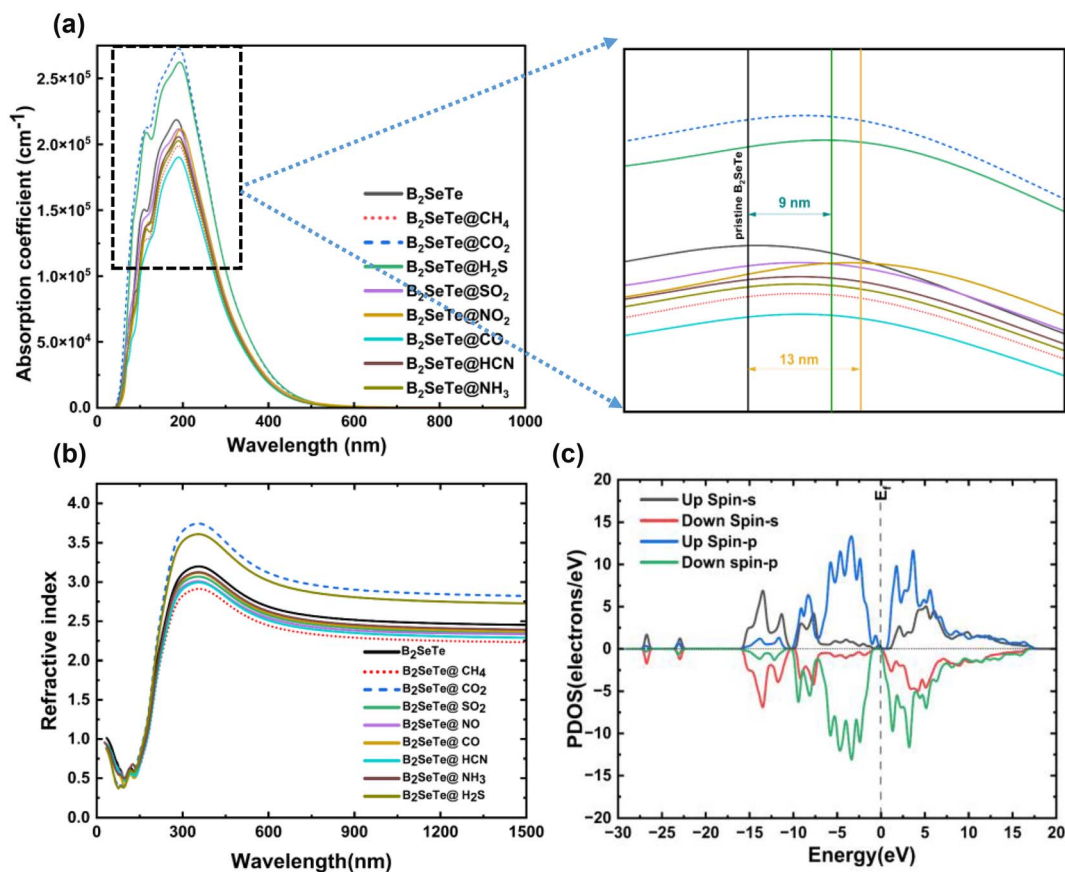 (a)
Absorption coefficient (cm⁻¹)
2.5×10⁵
2.0×10⁵
1.5×10⁵
1.0×10⁵
5.0×10⁴
0.0
0 200 400 600 800 1000
Wavelength (nm)
B₂SeTe
B₂SeTe@CH₄
B₂SeTe@CO₂
B₂SeTe@H₂S
B₂SeTe@SO₂
B₂SeTe@NO₂
B₂SeTe@CO
B₂SeTe@HCN
B₂SeTe@NH₃
pristine B₂SeTe
9 nm
13 nm
(b)
Refractive index
4.0
3.5
3.0
2.5
2.0
1.5
1.0
0.5
0.0
0 300 600 900 1200 1500
Wavelength(nm)
B₂SeTe
B₂SeTe@ CH₄
B₂SeTe@ CO₂
B₂SeTe@ SO₂
B₂SeTe@ NO
B₂SeTe@ CO
B₂SeTe@ HCN
B₂SeTe@ NH₃
B₂SeTe@ H₂S
(c)
PDOS(electrons/eV)
20
15
10
5
0
−5
−10
−15
−20
−30 −25 −20 −15 −10 −5 0 5 10 15 20
Energy(eV)
Up Spin-s
Down Spin-s
Up Spin-p
Down spin-p
E_f